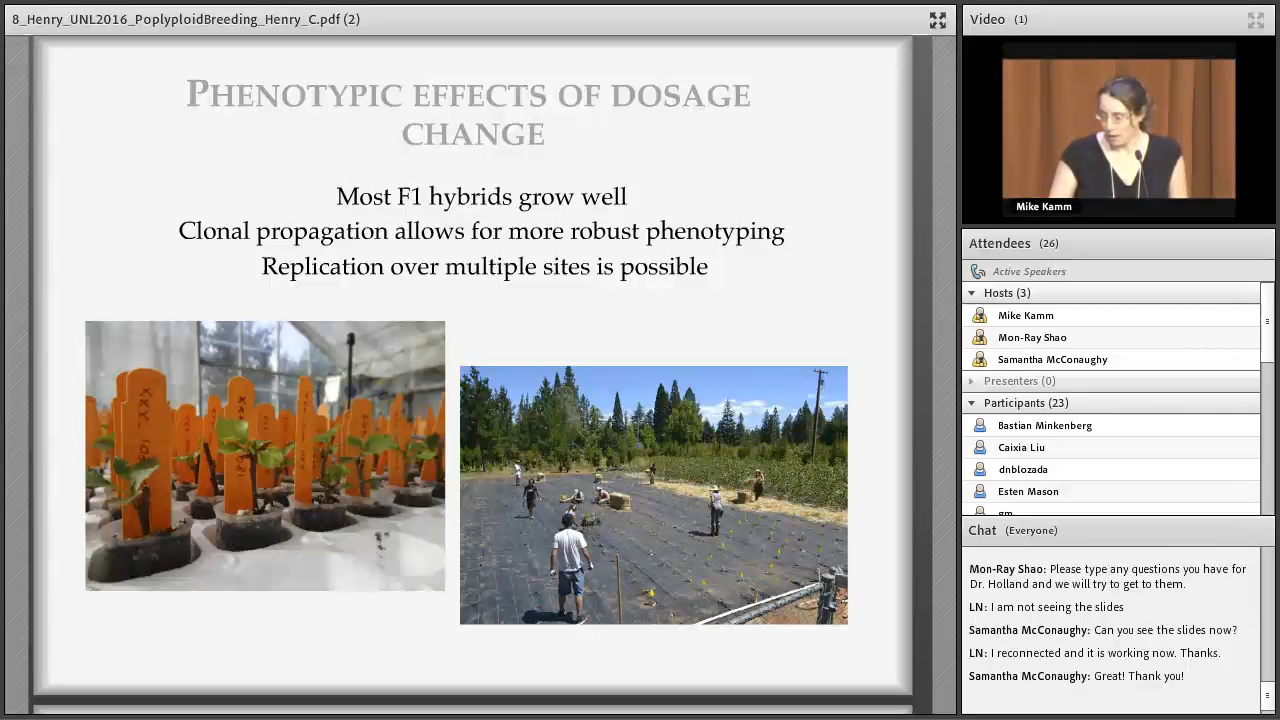 8_Henry_UNL2016_PoplyploidBreeding_Henry_C.pdf (2)
PHENOTYPIC EFFECTS OF DOSAGE
CHANGE
Most F1 hybrids grow well
Clonal propagation allows for more robust phenotyping
Replication over multiple sites is possible
Video (1)
Mike Kamm
Attendees (26)
Active Speakers
Hosts (3)
Mike Kamm
Mon-Ray Shao
Samantha McConaughy
Presenters (0)
Participants (23)
Bastian Minkenberg
Caixia Liu
dnblozada
Esten Mason
Chat (Everyone)
Mon-Ray Shao: Please type any questions you have for
Dr. Holland and we will try to get to them.
LN: I am not seeing the slides
Samantha McConaughy: Can you see the slides now?
LN: I reconnected and it is working now. Thanks.
Samantha McConaughy: Great! Thank you!